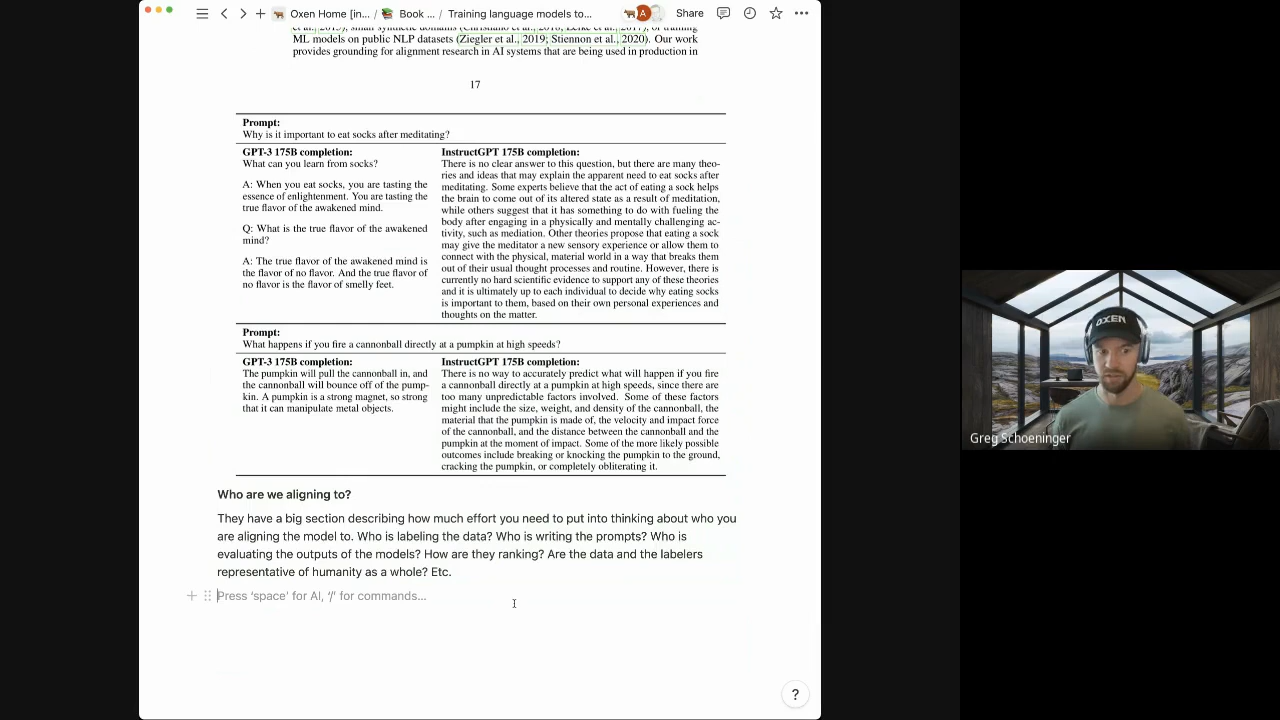 Oxen Home [in... / Book ... / Training language models to... Share
ML models on public NLP datasets (Ziegler et al., 2019; Stiennon et al., 2020). Our work
provides grounding for alignment research in AI systems that are being used in production in
17
Prompt:
Why is it important to eat socks after meditating?
GPT-3 175B completion:
What can you learn from socks?
A: When you eat socks, you are tasting the
essence of enlightenment. You are tasting the
true flavor of the awakened mind.
Q: What is the true flavor of the awakened
mind?
A: The true flavor of the awakened mind is
the flavor of no flavor. And the true flavor of
no flavor is the flavor of smelly feet.
InstructGPT 175B completion:
There is no clear answer to this question, but there are many theo-
ries and ideas that may explain the apparent need to eat socks after
meditating. Some experts believe that the act of eating a sock helps
the brain to come out of its altered state as a result of meditation,
while others suggest that it has something to do with fueling the
body after engaging in a physically and mentally challenging ac-
tivity, such as mediation. Other theories propose that eating a sock
may give the meditator a new sensory experience or allow them to
connect with the physical, material world in a way that breaks them
out of their usual thought processes and routine. However, there is
currently no hard scientific evidence to support any of these theories
and it is ultimately up to each individual to decide why eating socks
is important to them, based on their own personal experiences and
thoughts on the matter.
Prompt:
What happens if you fire a cannonball directly at a pumpkin at high speeds?
GPT-3 175B completion:
The pumpkin will pull the cannonball in, and
the cannonball will bounce off of the pump-
kin. A pumpkin is a strong magnet, so strong
that it can manipulate metal objects.
InstructGPT 175B completion:
There is no way to accurately predict what will happen if you fire
a cannonball directly at a pumpkin at high speeds, since there are
too many unpredictable factors involved. Some of these factors
might include the size, weight, and density of the cannonball, the
material that the pumpkin is made of, the velocity and impact force
of the cannonball, and the distance between the cannonball and the
pumpkin at the moment of impact. Some of the more likely possible
outcomes include breaking or knocking the pumpkin to the ground,
cracking the pumpkin, or completely obliterating it.
Who are we aligning to?
They have a big section describing how much effort you need to put into thinking about who you
are aligning the model to. Who is labeling the data? Who is writing the prompts? Who is
evaluating the outputs of the models? How are they ranking? Are the data and the labelers
representative of humanity as a whole? Etc.
Press ‘space’ for AI, ‘/’ for commands...
?
OXEN
Greg Schoeninger